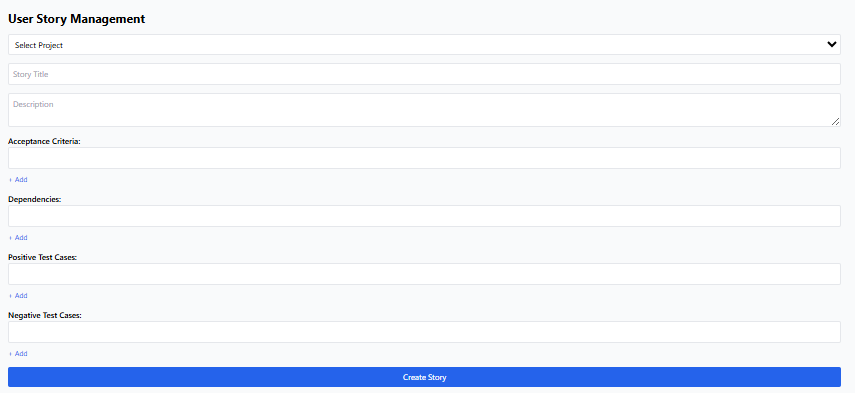 User Story Management
Select Project
Story Title
Description
Acceptance Criteria:
+ Add
Dependencies:
+ Add
Positive Test Cases:
+ Add
Negative Test Cases:
+ Add
Create Story